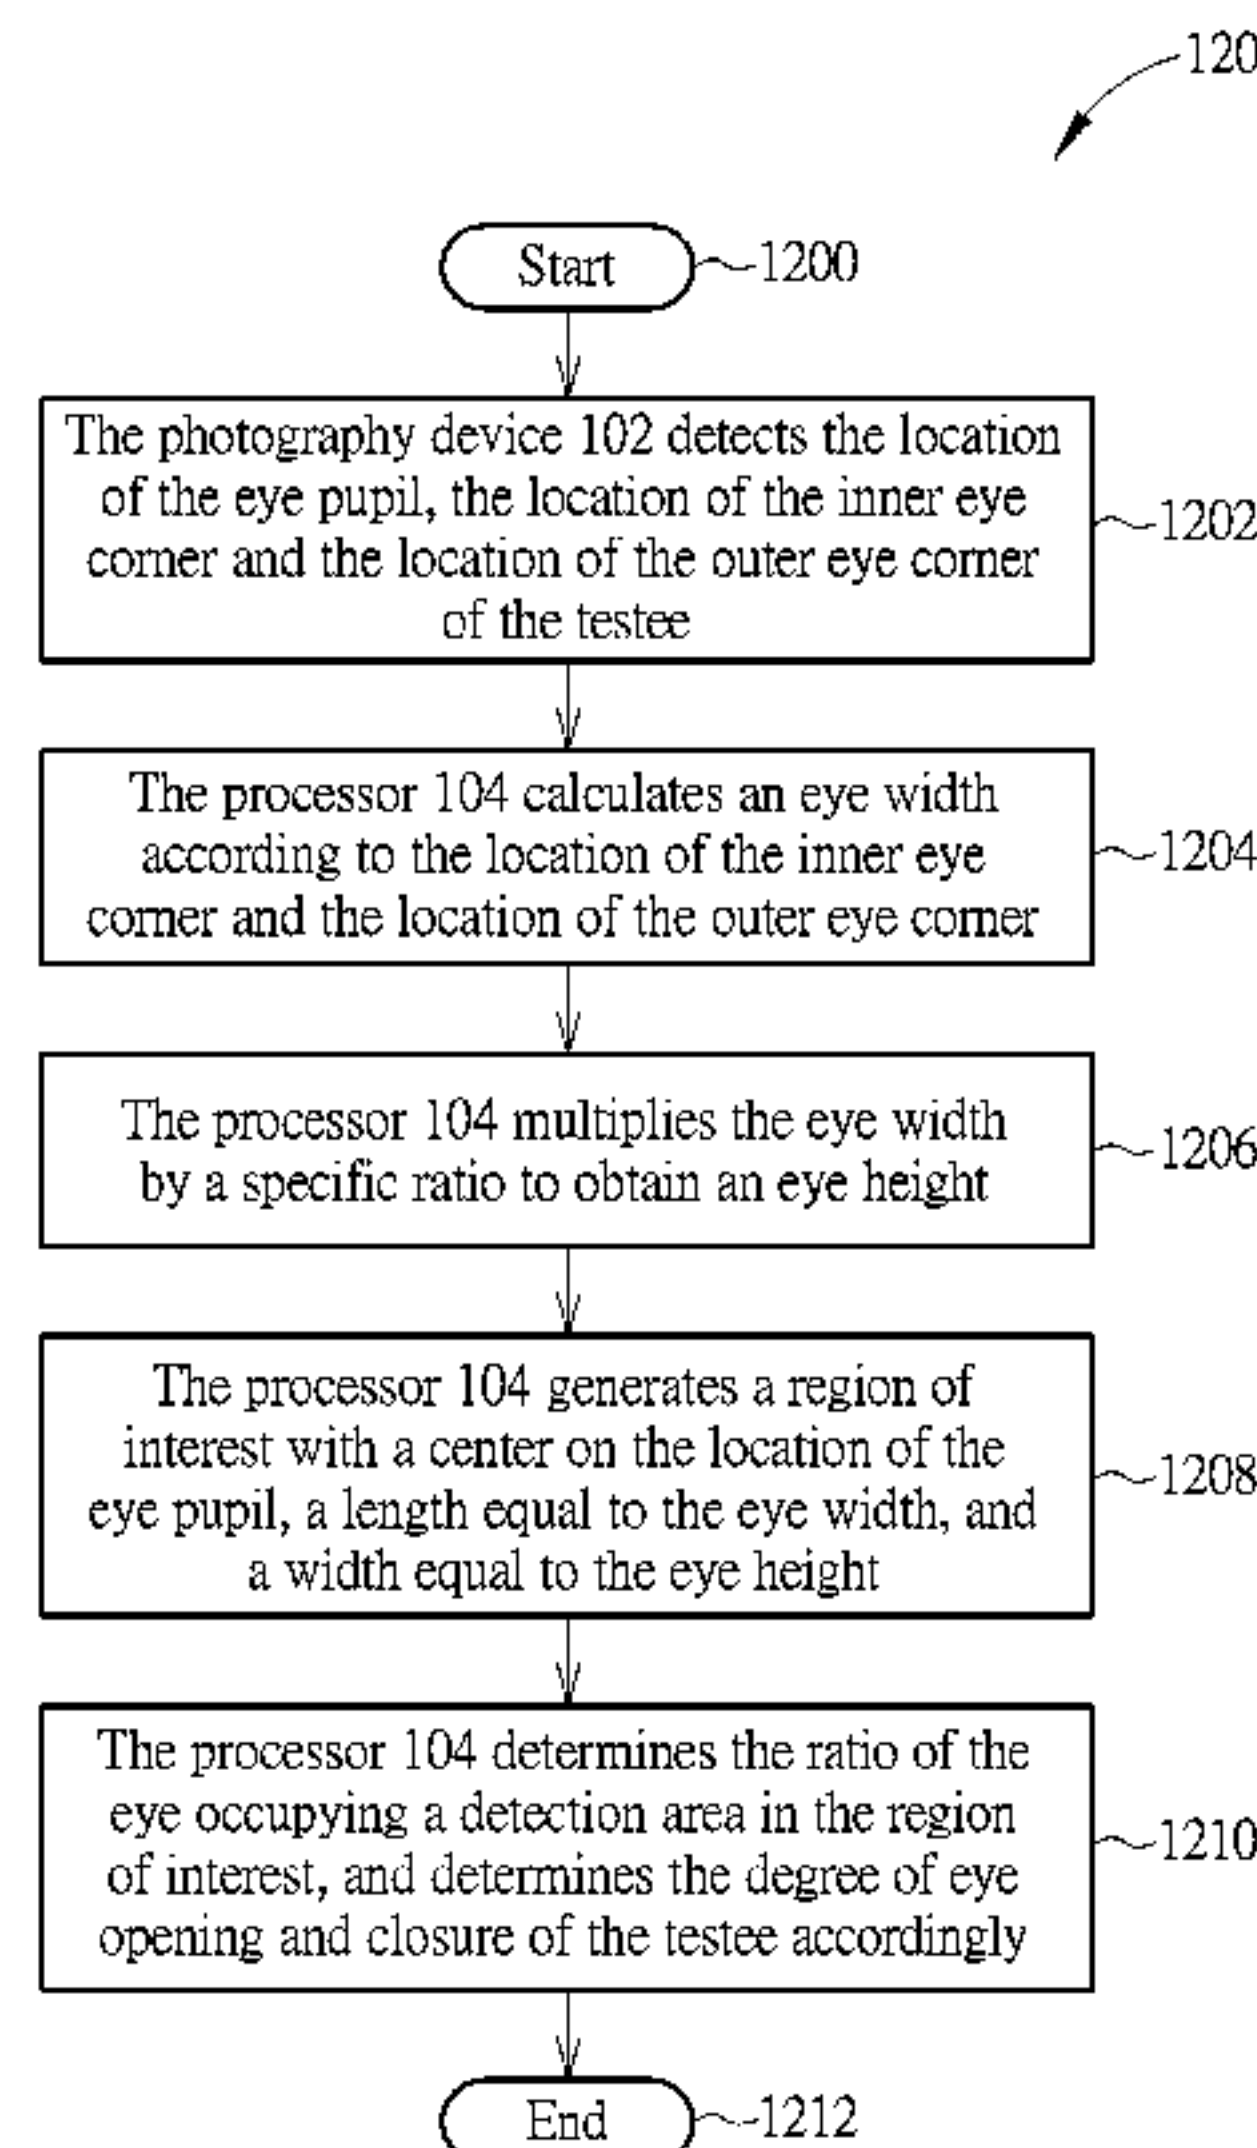 120
Start
1200
The photography device 102 detects the location
of the eye pupil, the location of the inner eye
corner and the location of the outer eye corner
of the testee
1202
The processor 104 calculates an eye width
according to the location of the inner eye
corner and the location of the outer eye corner
1204
The processor 104 multiplies the eye width
by a specific ratio to obtain an eye height
1206
The processor 104 generates a region of
interest with a center on the location of the
eye pupil, a length equal to the eye width, and
a width equal to the eye height
1208
The processor 104 determines the ratio of the
eye occupying a detection area in the region
of interest, and determines the degree of eye
opening and closure of the testee accordingly
1210
End
1212